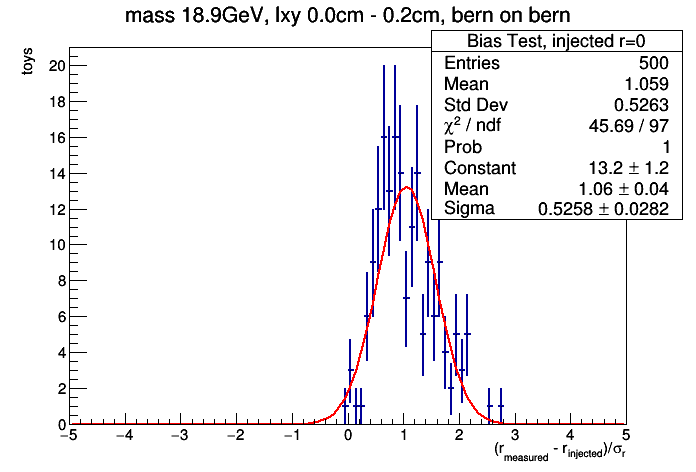 mass 18.9GeV, lxy 0.0cm - 0.2cm, bern on bern
toys
Bias Test, injected r=0
Entries 500
Mean 1.059
Std Dev 0.5263
χ² / ndf 45.69 / 97
Prob 1
Constant 13.2 ± 1.2
Mean 1.06 ± 0.04
Sigma 0.5258 ± 0.0282
20
18
16
14
12
10
8
6
4
2
0
−5 −4 −3 −2 −1 0 1 2 3 4 5
(r_measured - r_injected)/σ_r